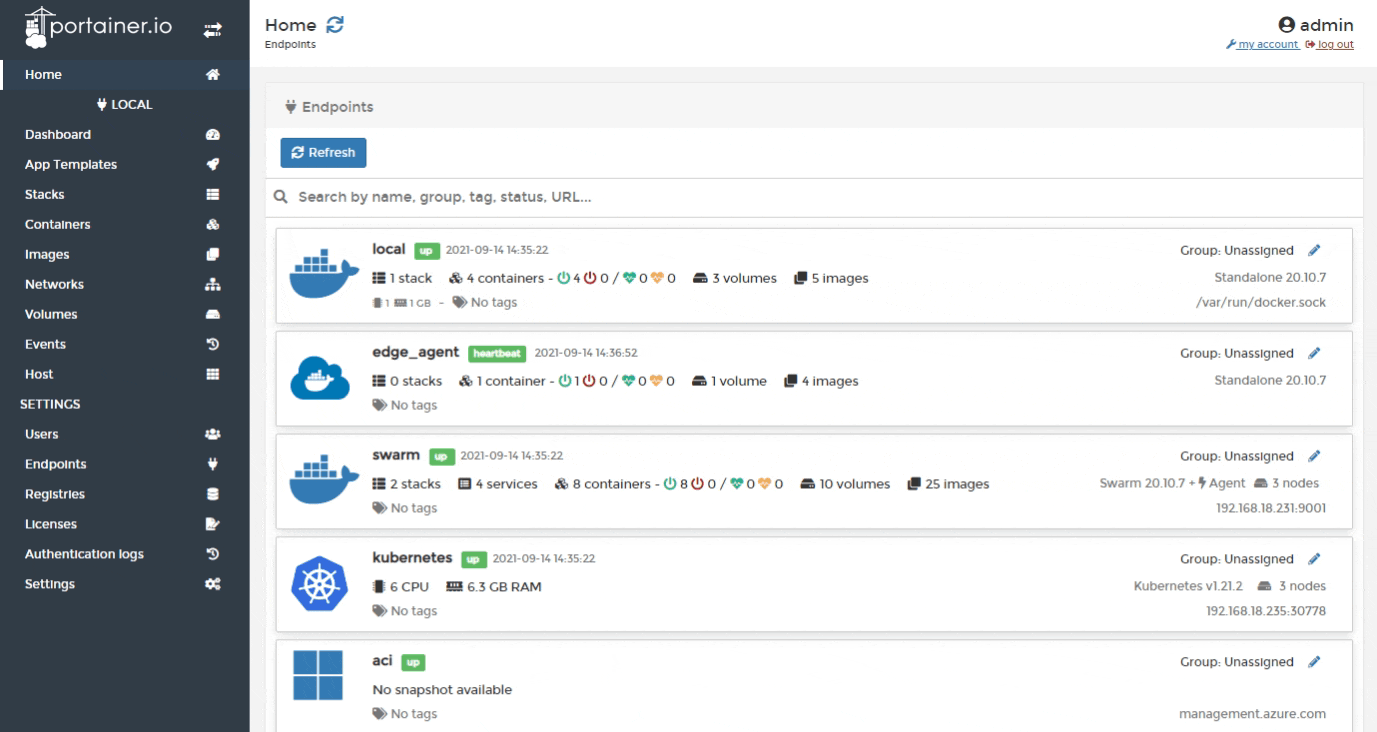 portainer.io
Home
LOCAL
Dashboard
App Templates
Stacks
Containers
Images
Networks
Volumes
Events
Host
SETTINGS
Users
Endpoints
Registries
Licenses
Authentication logs
Settings
Home
Endpoints
admin
my account log out
Endpoints
Refresh
Search by name, group, tag, status, URL...
local up 2021-09-14 14:35:22 Group: Unassigned
1 stack 4 containers - 4 0 / 0 0 3 volumes 5 images Standalone 20.10.7
1 1 GB - No tags /var/run/docker.sock
edge_agent heartbeat 2021-09-14 14:36:52 Group: Unassigned
0 stacks 1 container - 1 0 / 0 0 1 volume 4 images Standalone 20.10.7
No tags
swarm up 2021-09-14 14:35:22 Group: Unassigned
2 stacks 4 services 8 containers - 8 0 / 0 0 10 volumes 25 images Swarm 20.10.7 + Agent 3 nodes
No tags 192.168.18.231:9001
kubernetes up 2021-09-14 14:35:22 Group: Unassigned
6 CPU 6.3 GB RAM Kubernetes v1.21.2 3 nodes
No tags 192.168.18.235:30778
aci up Group: Unassigned
No snapshot available
No tags management.azure.com